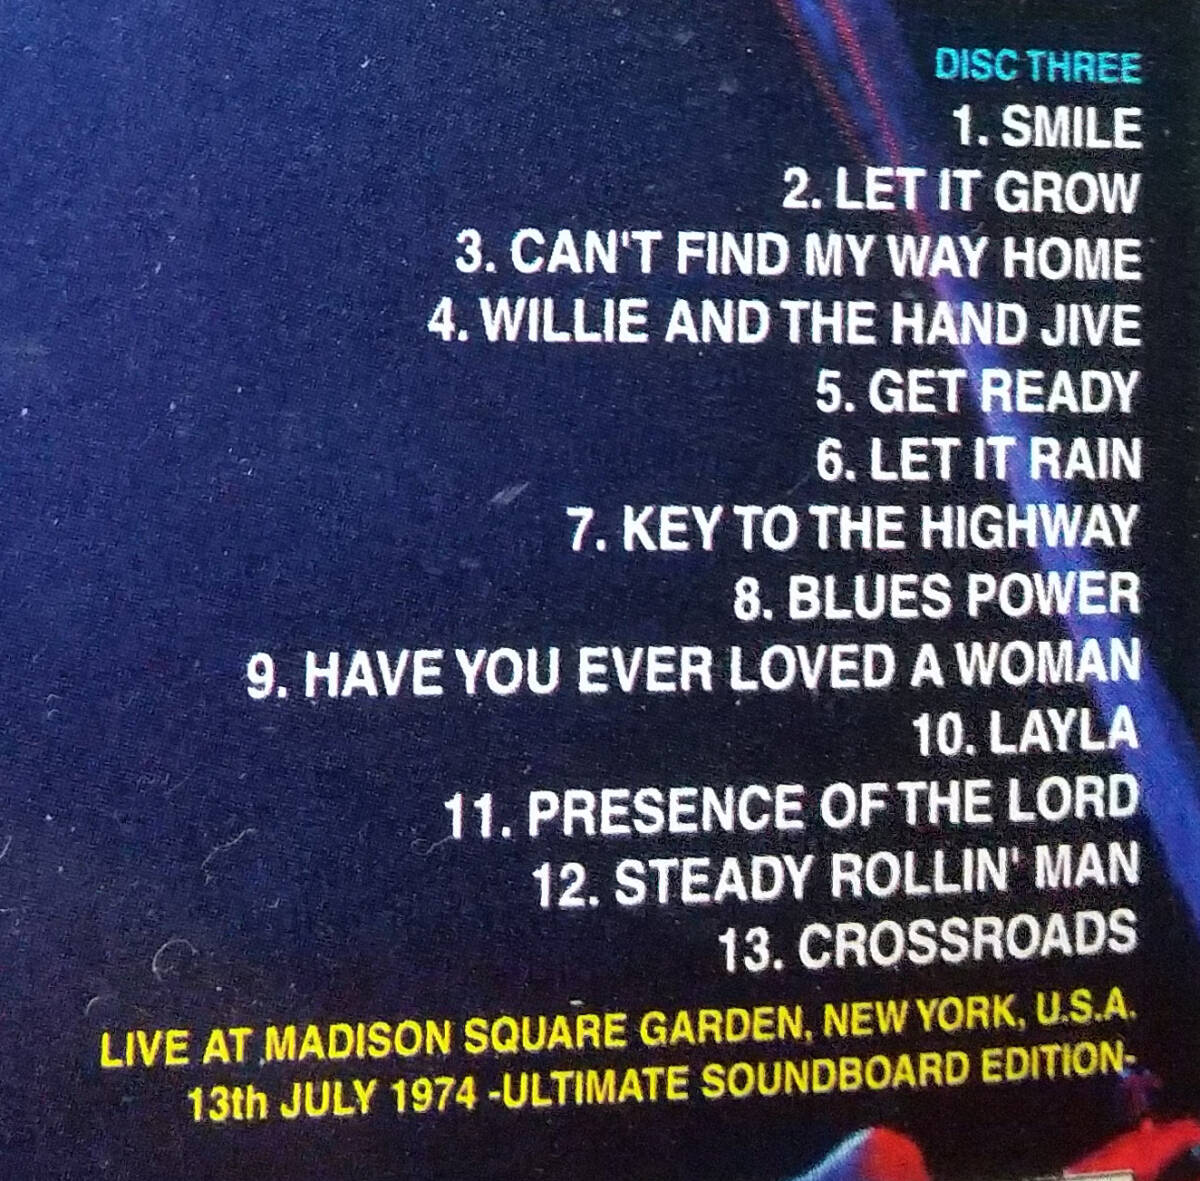 DISC THREE
1. SMILE
2. LET IT GROW
3. CAN'T FIND MY WAY HOME
4. WILLIE AND THE HAND JIVE
5. GET READY
6. LET IT RAIN
7. KEY TO THE HIGHWAY
8. BLUES POWER
9. HAVE YOU EVER LOVED A WOMAN
10. LAYLA
11. PRESENCE OF THE LORD
12. STEADY ROLLIN' MAN
13. CROSSROADS
LIVE AT MADISON SQUARE GARDEN, NEW YORK, U.S.A.
13th JULY 1974 -ULTIMATE SOUNDBOARD EDITION-